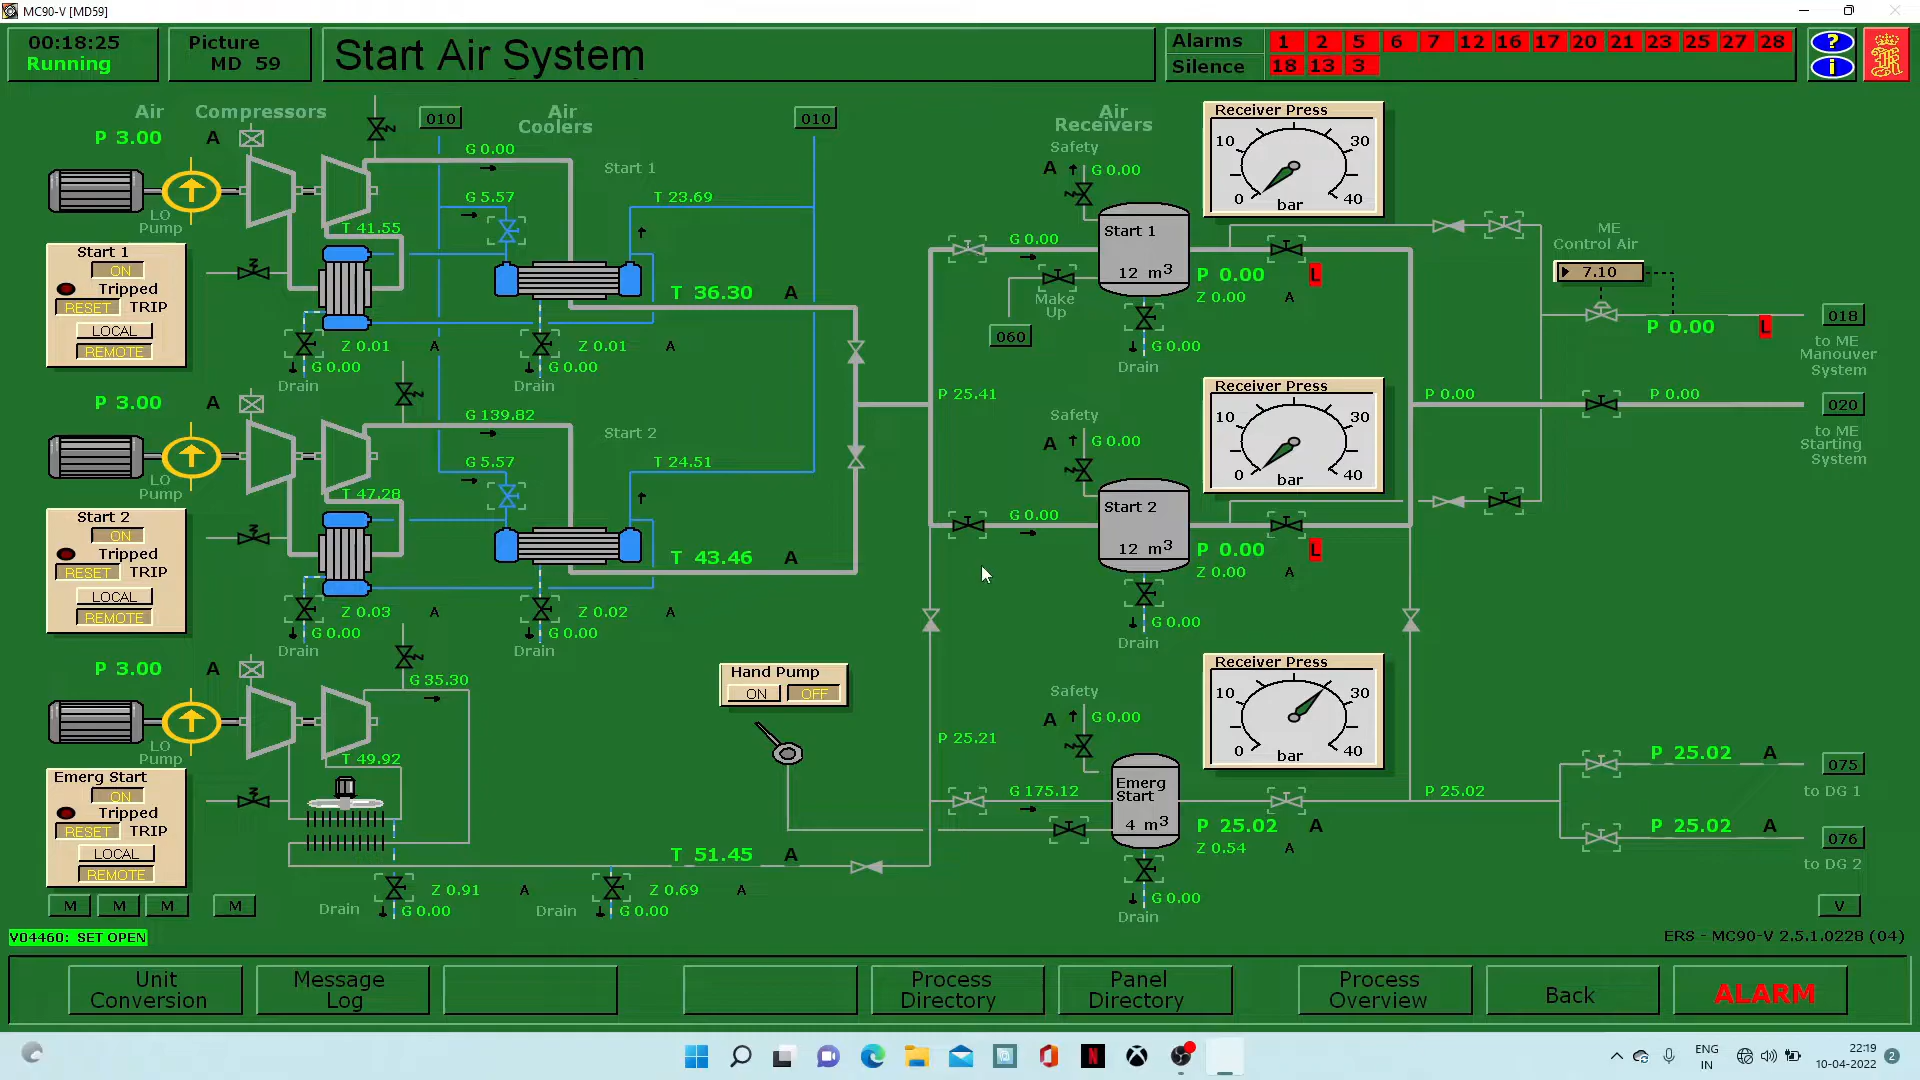 MC90-V [MD59]
00:18:25
Running
Picture
MD 59
Start Air System
Alarms 1 2 5 6 7 12 16 17 20 21 23 25 27 28
Silence 18 13 3
?
i
Air Compressors
Air
Coolers
Air
Receivers
010
010
P 3.00 A
G 0.00
Start 1
G 5.57
T 23.69
LO
Pump
T 41.55
Start 1
ON
Tripped
RESET TRIP
LOCAL
REMOTE
T 36.30 A
Z 0.01 A
G 0.00
Drain
Z 0.01 A
G 0.00
Drain
P 3.00 A
G 139.82
Start 2
G 5.57
T 24.51
LO
Pump
T 47.28
Start 2
ON
Tripped
RESET TRIP
LOCAL
REMOTE
T 43.46 A
Z 0.03 A
G 0.00
Drain
Z 0.02 A
G 0.00
Drain
P 3.00 A
G 35.30
LO
Pump
T 49.92
Emerg Start
ON
Tripped
RESET TRIP
LOCAL
REMOTE
Hand Pump
ON OFF
T 51.45 A
Drain
Z 0.91 A
G 0.00
Drain
Z 0.69 A
G 0.00
M M M M
Safety
A G 0.00
Receiver Press
10 30
0 40
bar
G 0.00
Start 1
12 m3
P 0.00 L
Z 0.00 A
Make
Up
060
G 0.00
Drain
ME
Control Air
7.10
P 0.00 L
018
to ME
Manouver
System
P 25.41
Safety
A G 0.00
Receiver Press
10 30
0 40
bar
P 0.00
P 0.00
020
to ME
Starting
System
G 0.00
Start 2
12 m3
P 0.00 L
Z 0.00 A
G 0.00
Drain
P 25.21
Safety
A G 0.00
Receiver Press
10 30
0 40
bar
G 175.12
Emerg
Start
4 m3
P 25.02 A
Z 0.54 A
G 0.00
Drain
P 25.02
P 25.02 A
075
to DG 1
P 25.02 A
076
to DG 2
V
V04460: SET OPEN
ERS - MC90-V 2.5.1.0228 (04)
Unit
Conversion
Message
Log
Process
Directory
Panel
Directory
Process
Overview
Back
ALARM
ENG
IN
22:19
10-04-2022
2